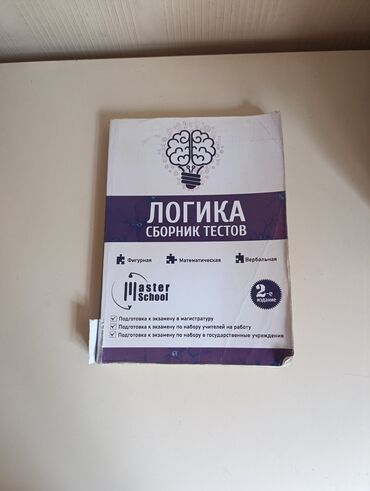 ЛОГИКА
СБОРНИК ТЕСТОВ
Фигурная Математическая Вербальная
Master School
2-е издание
Подготовка к экзамену в магистратуру
Подготовка к экзамену по набору учителей на работу
Подготовка к экзамену по набору в государственные учреждения